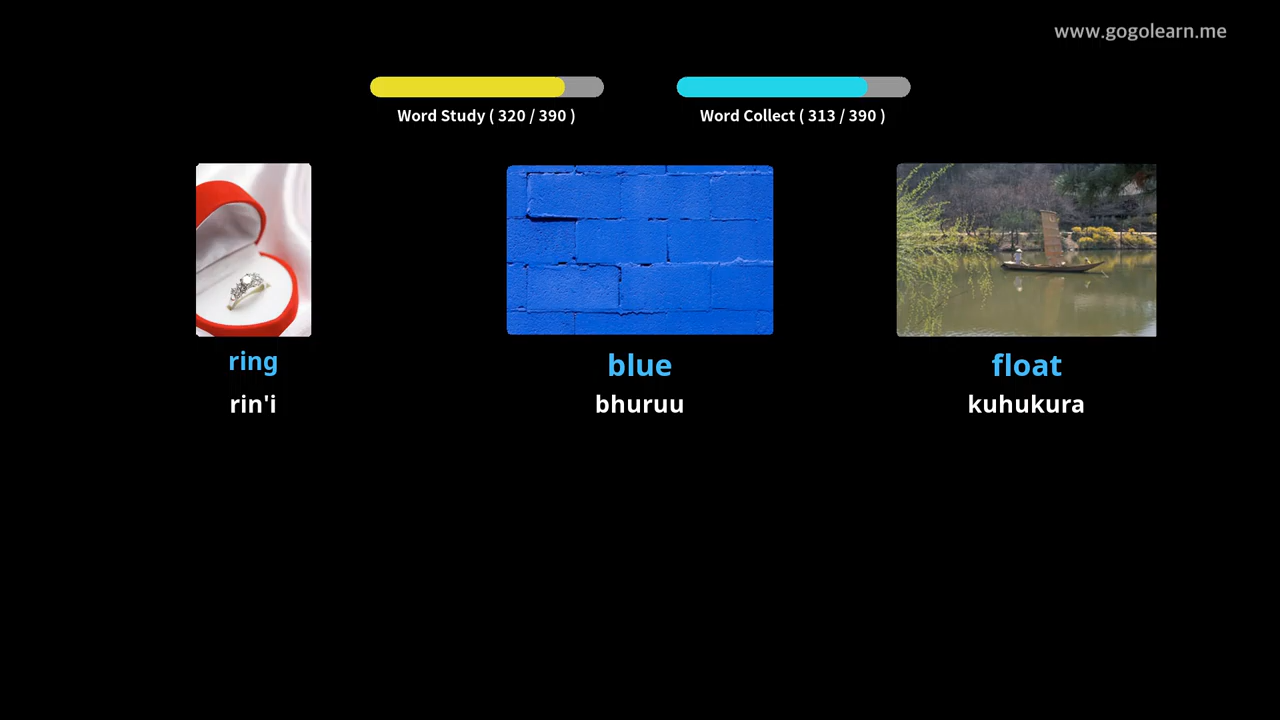 www.gogolearn.me
Word Study ( 320 / 390 )
Word Collect ( 313 / 390 )
ring
rin'i
blue
bhuruu
float
kuhukura